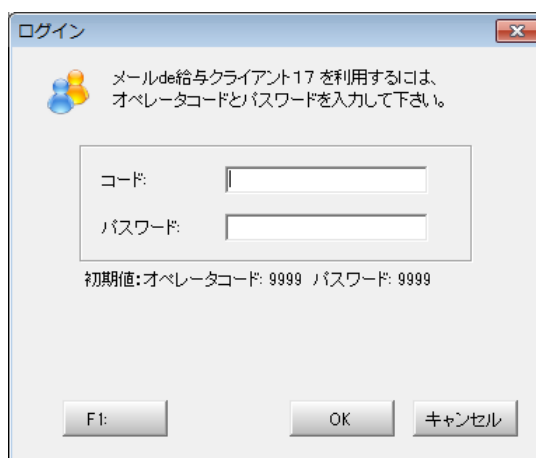 ログイン
メールde給与クライアント17 を利用するには、
オペレータコードとパスワードを入力して下さい。
コード:
パスワード:
初期値:オペレータコード: 9999 パスワード: 9999
F1:
OK
キャンセル